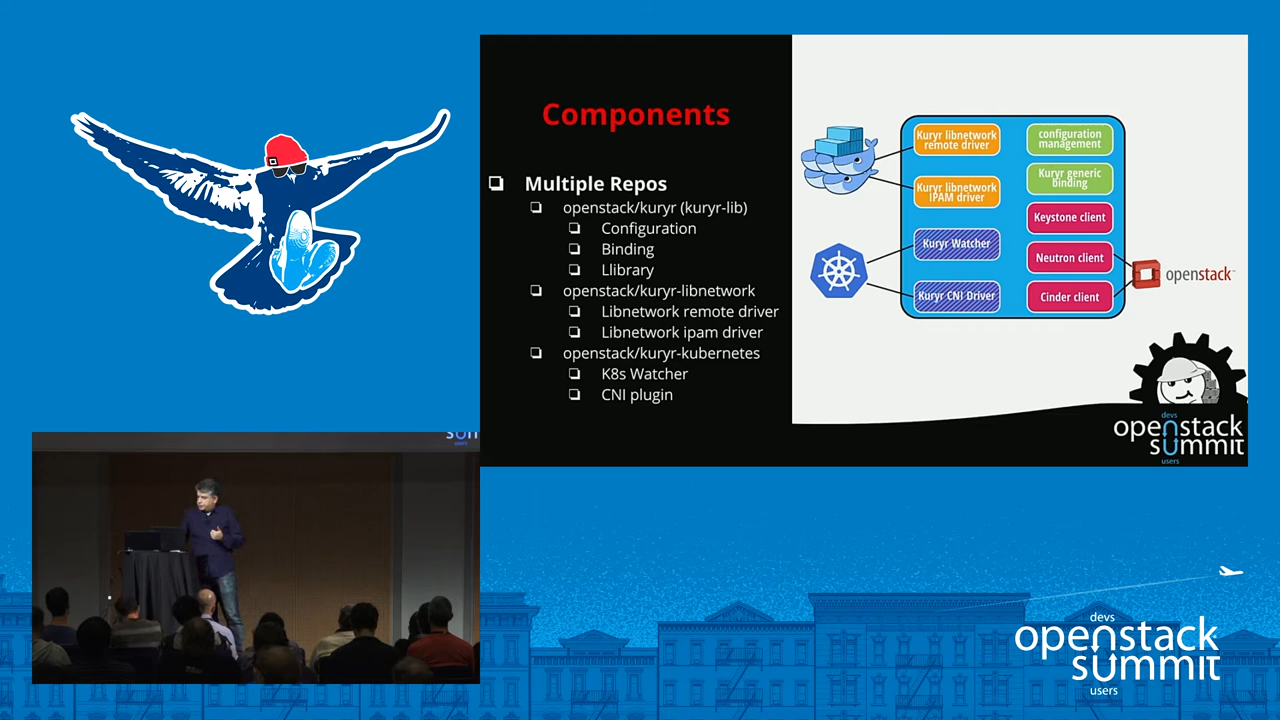 Components
Multiple Repos
openstack/kuryr (kuryr-lib)
Configuration
Binding
Llibrary
openstack/kuryr-libnetwork
Libnetwork remote driver
Libnetwork ipam driver
openstack/kuryr-kubernetes
K8s Watcher
CNI plugin
Kuryr libnetwork
remote driver
Kuryr libnetwork
IPAM driver
Kuryr Watcher
Kuryr CNI Driver
configuration
management
Kuryr generic
binding
Keystone client
Neutron client
Cinder client
openstack
devs
openstack
summit
users
devs
openstack
summit
users